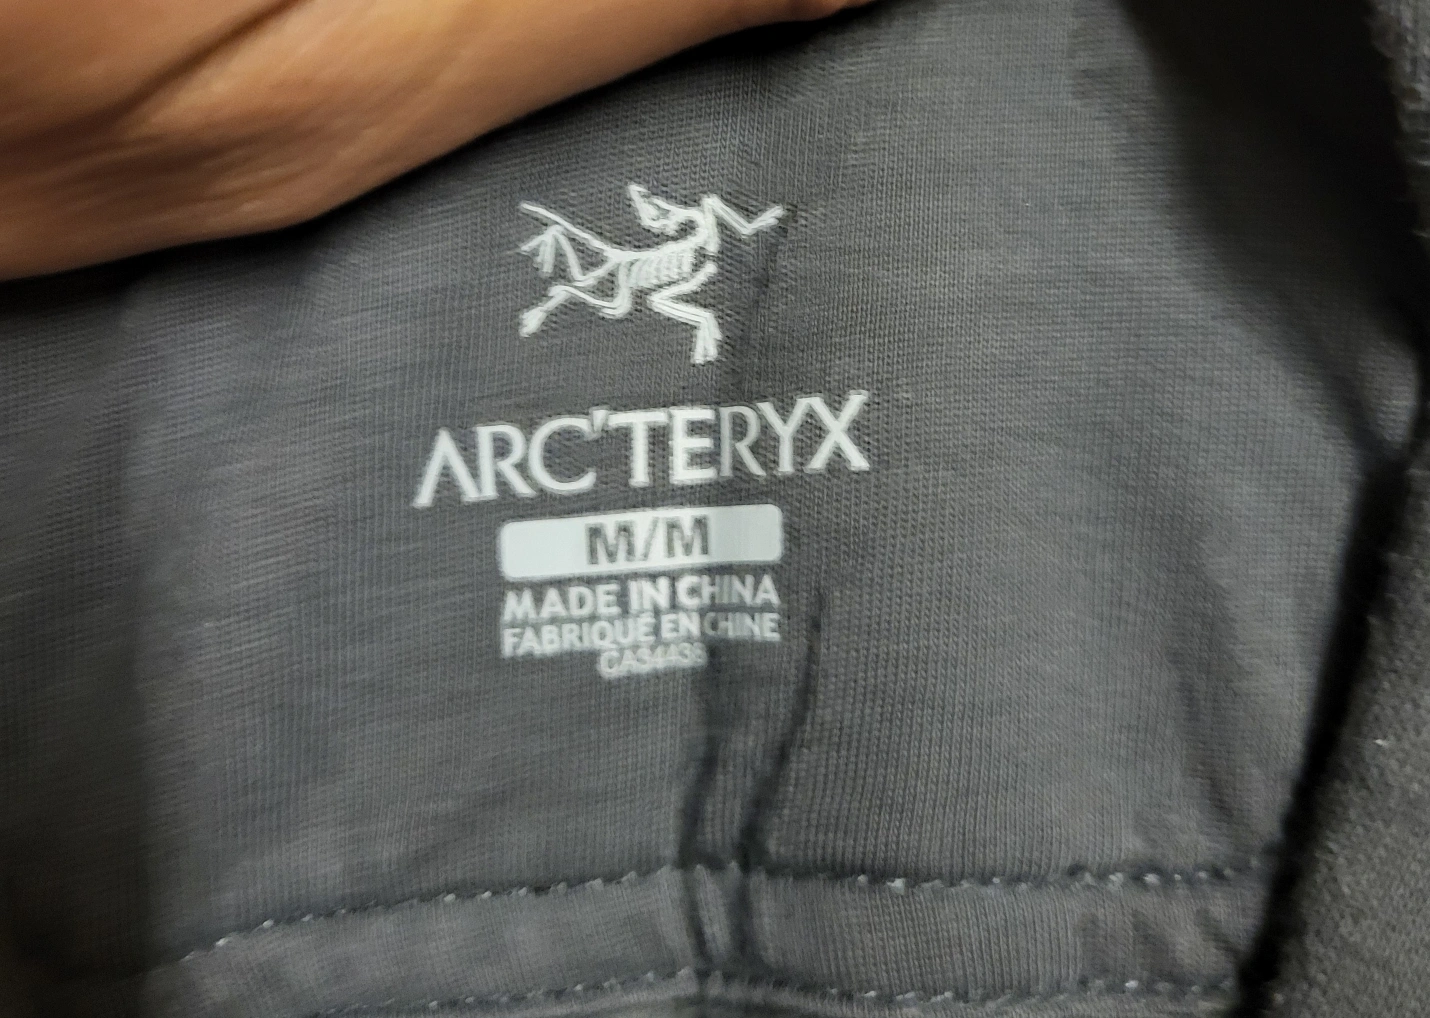 ARC'TERYX
M/M
MADE IN CHINA
FABRIQUÉ EN CHINE